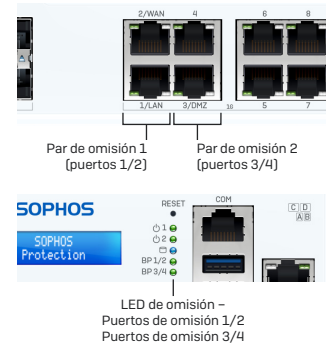 2/WAN 4 6 8
1/LAN 3/DMZ 16 5 7
Par de omisión 1
(puertos 1/2)
Par de omisión 2
(puertos 3/4)
SOPHOS
RESET
COM
C D
A B
1
2
SOPHOS
Protection
BP 1/2
BP 3/4
LED de omisión –
Puertos de omisión 1/2
Puertos de omisión 3/4